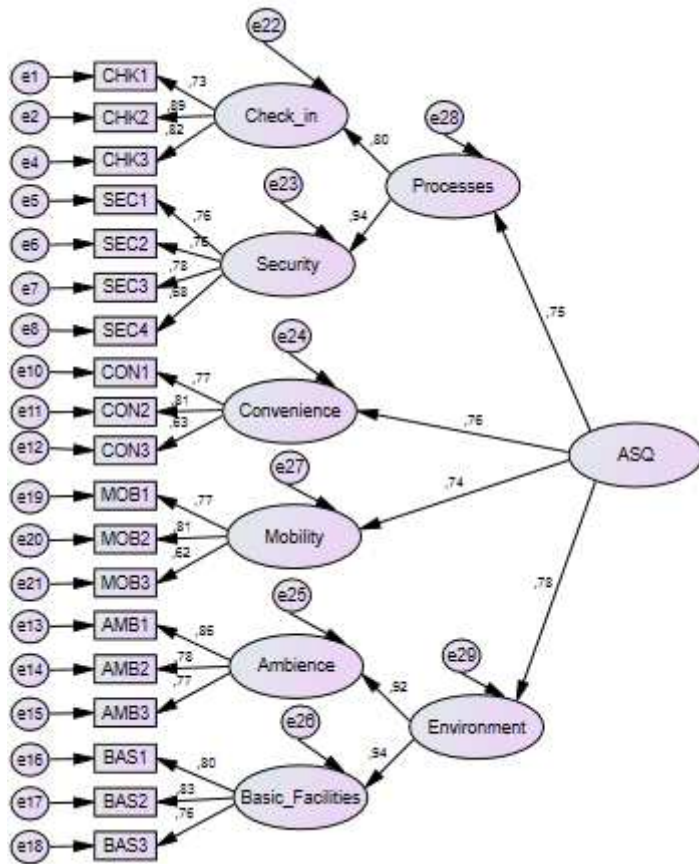 e22
e1
CHK1
,73
e2
CHK2
,89
Check_in
e28
e4
CHK3
,82
,80
e5
SEC1
e23
Processes
,76
,94
e6
SEC2
e7
SEC3
,78
Security
e8
SEC4
e24
,75
e10
CON1
,77
e11
CON2
,81
Convenience
,76
e12
CON3
,63
e27
ASQ
e19
MOB1
,77
,74
e20
MOB2
,81
Mobility
e21
MOB3
,62
e13
AMB1
e25
,78
,85
e14
AMB2
,78
Ambience
e29
e15
AMB3
,77
,92
Environment
e16
BAS1
e26
,80
,94
e17
BAS2
,83
Basic_Facilities
,76
e18
BAS3